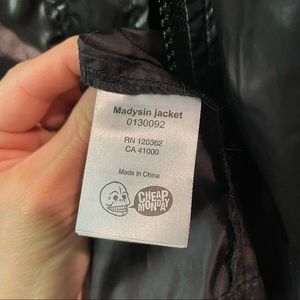 Madysin jacket
0130092
RN 120362
CA 41000
Made in China
CHEAP
MONDAY